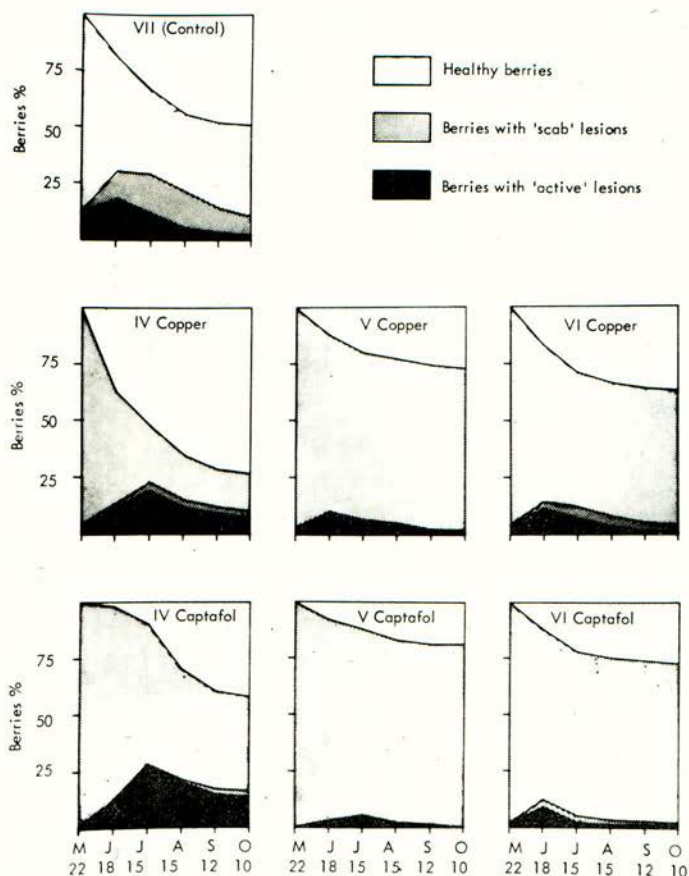 VII (Control)
Berries %
75
50
25
Healthy berries
Berries with 'scab' lesions
Berries with 'active' lesions
IV Copper
V Copper
VI Copper
Berries %
75
50
25
IV Captafol
V Captafol
VI Captafol
Berries %
75
50
25
M J J A S O
22 18 15 15 12 10
M J J A S O
22 18 15 15 12 10
M J J A S O
22 18 15 15 12 10